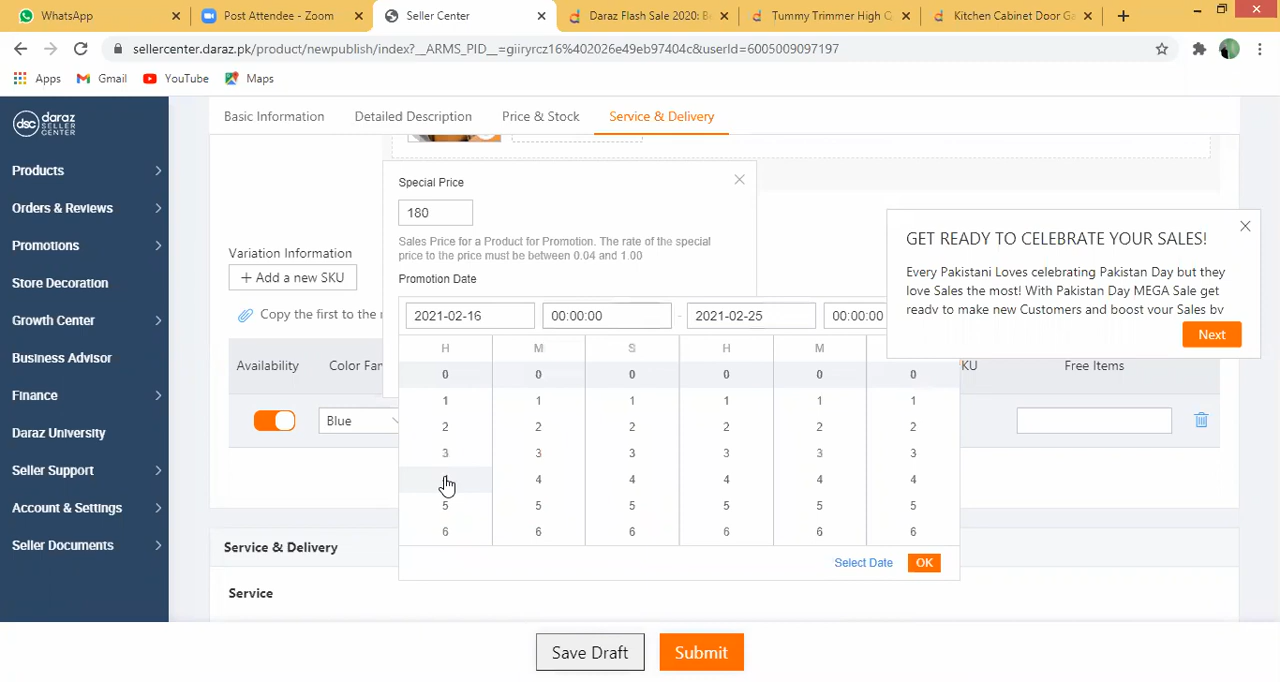 WhatsApp
Post Attendee - Zoom
Seller Center
Daraz Flash Sale 2020: B
Tummy Trimmer High Q
Kitchen Cabinet Door Ga
sellercenter.daraz.pk/product/newpublish/index?__ARMS_PID__=giiryrcz16%402026e49eb97404c&userId=6005009097197
Apps
Gmail
YouTube
Maps
dsc daraz SELLER CENTER
Basic Information
Detailed Description
Price & Stock
Service & Delivery
Products
Orders & Reviews
Promotions
Store Decoration
Growth Center
Business Advisor
Finance
Daraz University
Seller Support
Account & Settings
Seller Documents
Special Price
180
Sales Price for a Product for Promotion. The rate of the special
price to the price must be between 0.04 and 1.00
Promotion Date
2021-02-16 00:00:00 - 2021-02-25 00:00:00
H M S H M
0 0 0 0 0 0
1 1 1 1 1 1
2 2 2 2 2 2
3 3 3 3 3 3
4 4 4 4 4
5 5 5 5 5 5
6 6 6 6 6 6
Select Date
OK
Variation Information
+ Add a new SKU
Copy the first to the
Availability
Color Fam
KU
Free Items
Blue
GET READY TO CELEBRATE YOUR SALES!
Every Pakistani Loves celebrating Pakistan Day but they
love Sales the most! With Pakistan Day MEGA Sale get
ready to make new Customers and boost your Sales by
Next
Service & Delivery
Service
Save Draft
Submit